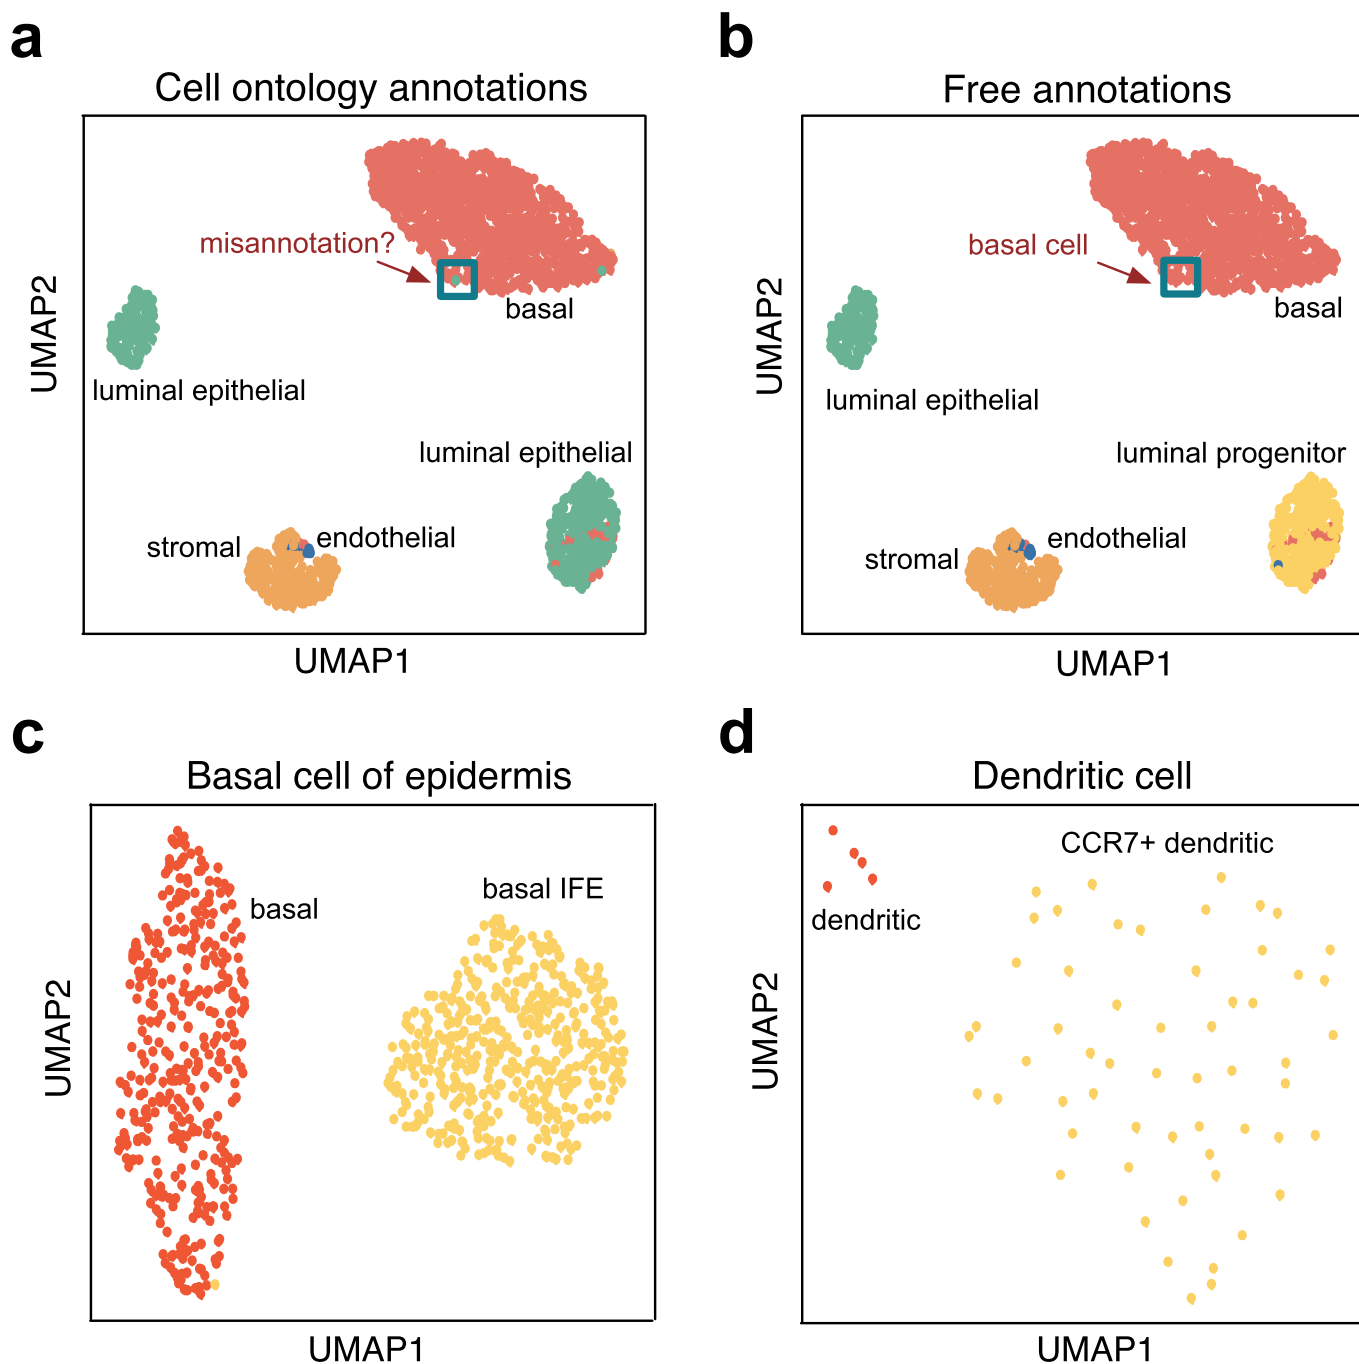 a
Cell ontology annotations
misannotation?
basal
luminal epithelial
luminal epithelial
stromal
endothelial
UMAP2
UMAP1
b
Free annotations
basal cell
basal
luminal epithelial
luminal progenitor
stromal
endothelial
UMAP2
UMAP1
c
Basal cell of epidermis
basal
basal IFE
UMAP2
UMAP1
d
Dendritic cell
CCR7+ dendritic
dendritic
UMAP2
UMAP1